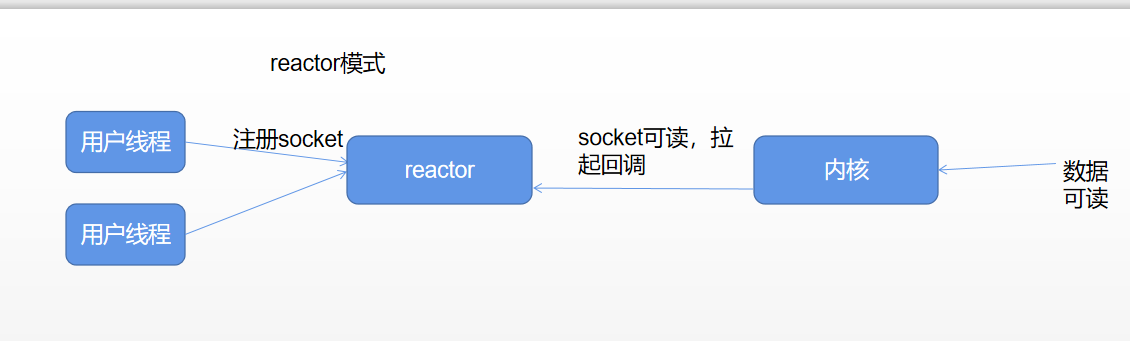 reactor模式
用户线程
注册socket
reactor
socket可读，拉
起回调
内核
数据
可读
用户线程